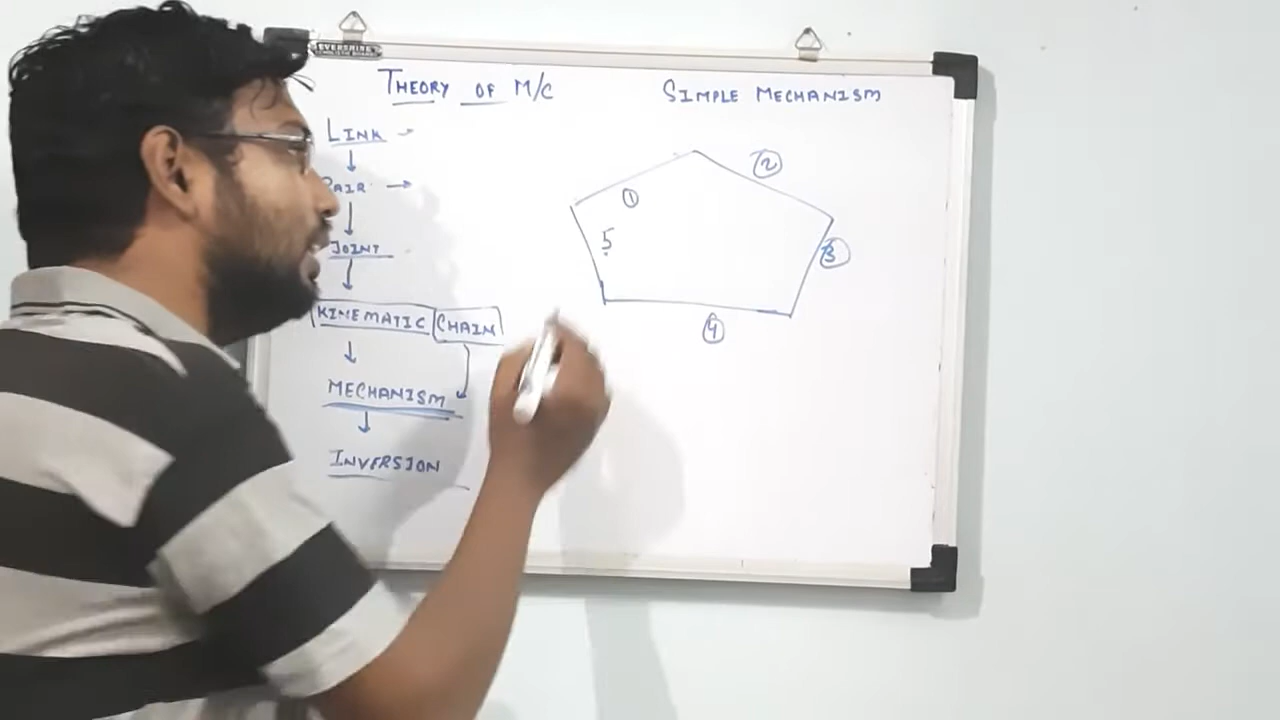 EVERSHINE
THEORY OF M/C
SIMPLE MECHANISM
LINK →
↓
PAIR →
↓
JOINT
↓
KINEMATIC CHAIN
↓
MECHANISM
↓
INVERSION
①
②
③
④
5